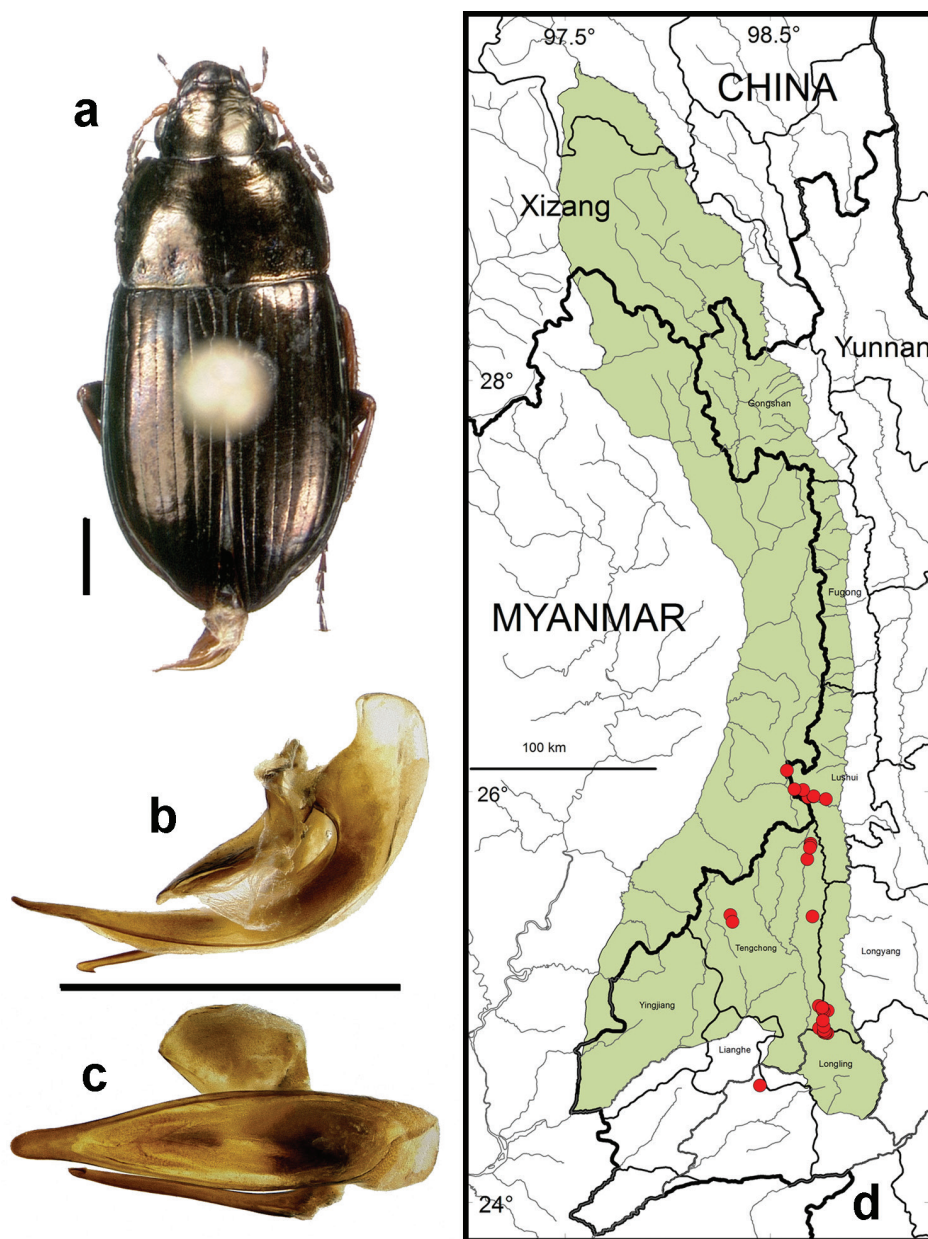 a
b
c
97.5°
98.5°
CHINA
Xizang
Yunnan
28°
Gongshan
Fugong
MYANMAR
100 km
Lushui
26°
Tengchong
Longyang
Yingjiang
Lianghe
Longling
24°
d